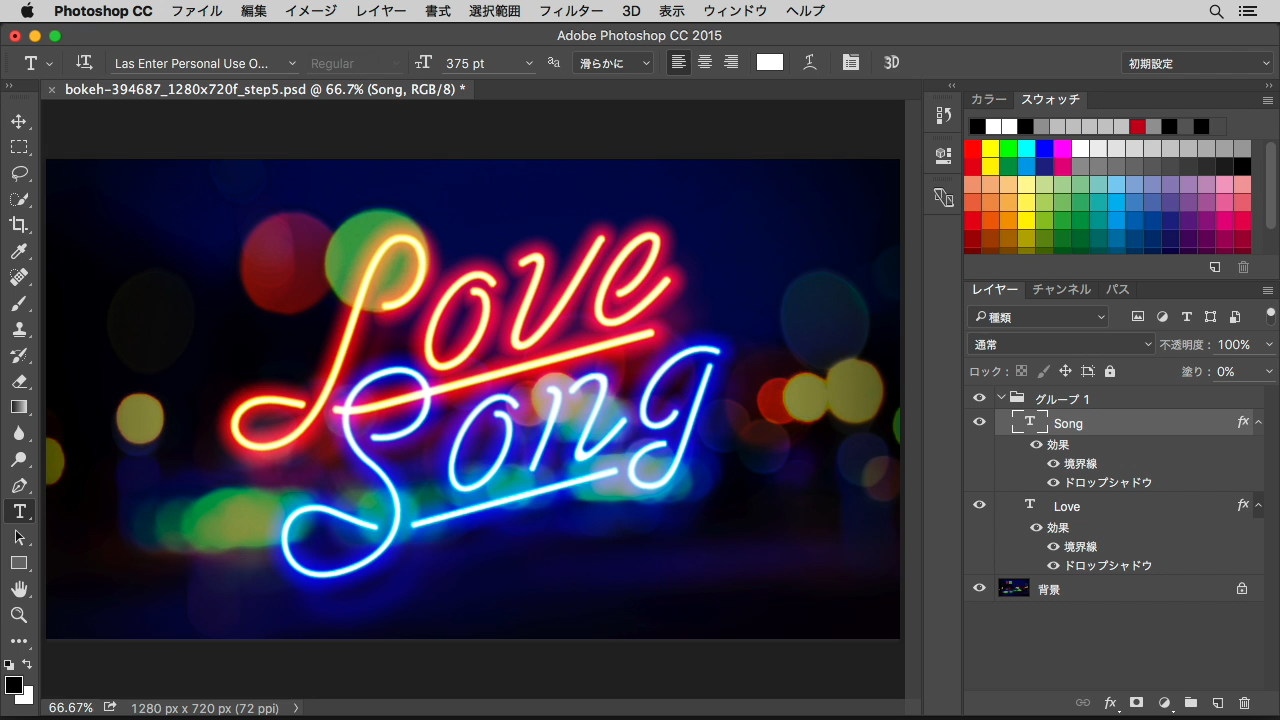 Photoshop CC ファイル 編集 イメージ レイヤー 書式 選択範囲 フィルター 3D 表示 ウィンドウ ヘルプ
Adobe Photoshop CC 2015
T Las Enter Personal Use O... Regular 375 pt 滑らかに 3D 初期設定
× bokeh-394687_1280x720f_step5.psd @ 66.7% (Song, RGB/8) *
カラー スウォッチ
Love
Song
レイヤー チャンネル パス
種類
通常 不透明度: 100%
ロック: 塗り: 0%
グループ 1
T Song fx
効果
境界線
ドロップシャドウ
T Love fx
効果
境界線
ドロップシャドウ
背景
66.67% 1280 px x 720 px (72 ppi)
fx